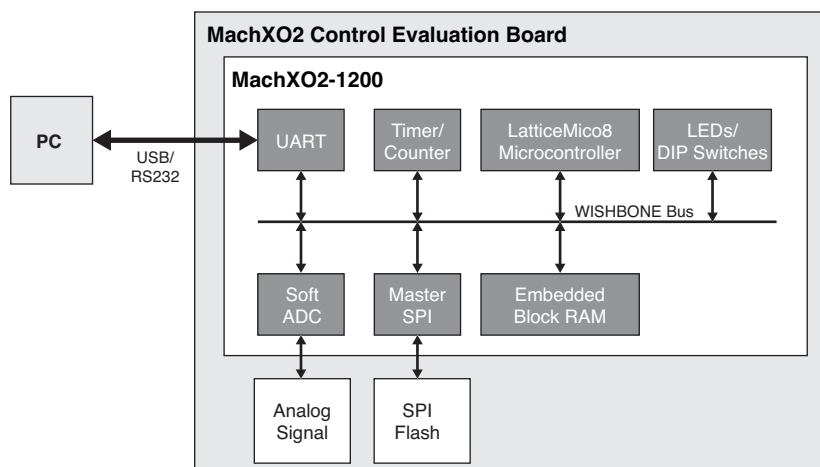 MachXO2 Control Evaluation Board
MachXO2-1200
PC
USB/
RS232
UART
Timer/
Counter
LatticeMico8
Microcontroller
LEDs/
DIP Switches
WISHBONE Bus
Soft
ADC
Master
SPI
Embedded
Block RAM
Analog
Signal
SPI
Flash